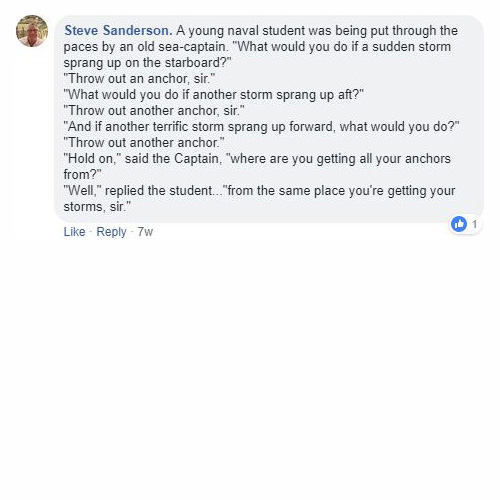 Steve Sanderson. A young naval student was being put through the
paces by an old sea-captain. "What would you do if a sudden storm
sprang up on the starboard?"
"Throw out an anchor, sir."
"What would you do if another storm sprang up aft?"
"Throw out another anchor, sir."
"And if another terrific storm sprang up forward, what would you do?"
"Throw out another anchor."
"Hold on," said the Captain, "where are you getting all your anchors
from?"
"Well," replied the student..."from the same place you're getting your
storms, sir."
1
Like · Reply · 7w